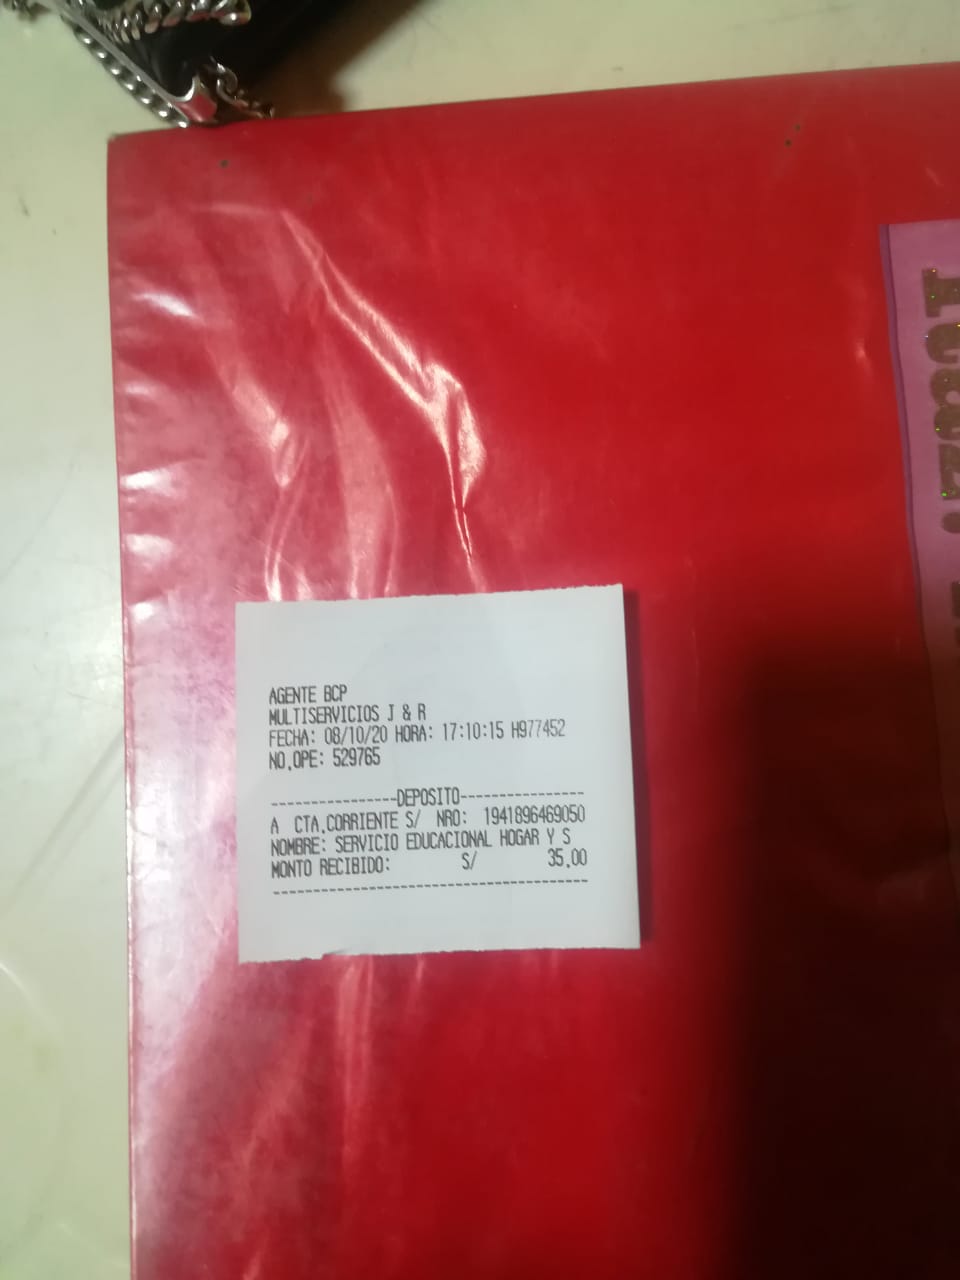 AGENTE BCP
MULTISERVICIOS J & R
FECHA: 08/10/20 HORA: 17:10:15 H977452
NO.OPE: 529765
----------------DEPOSITO----------------
A CTA.CORRIENTE S/ NRO: 1941896469050
NOMBRE: SERVICIO EDUCACIONAL HOGAR Y S
MONTO RECIBIDO: S/ 35.00
----------------------------------------